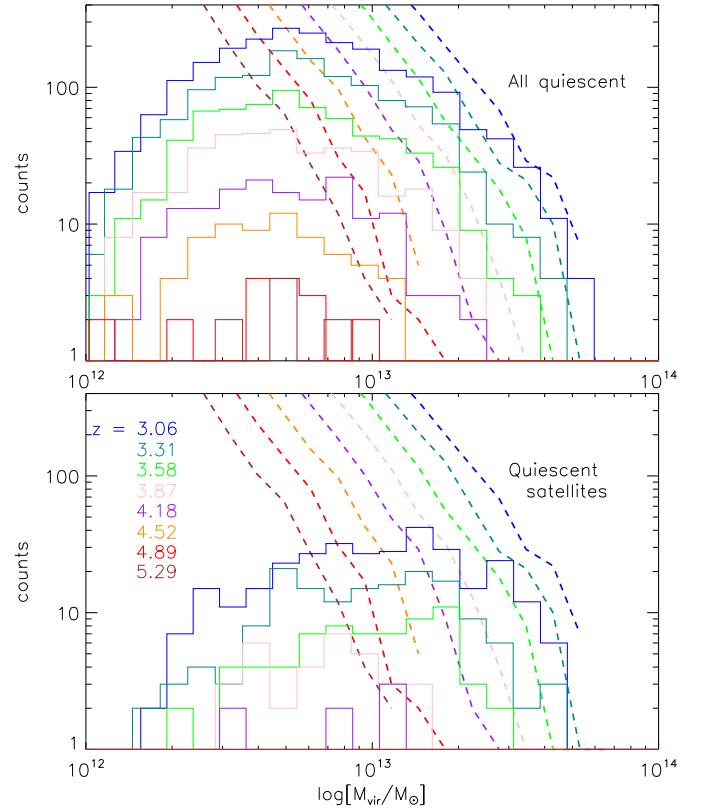 100
10
1
counts
All quiescent
10^12
10^13
10^14
z = 3.06
3.31
3.58
3.87
4.18
4.52
4.89
5.29
Quiescent
satellites
100
10
1
counts
10^12
10^13
10^14
log[M_vir/M_⊙]